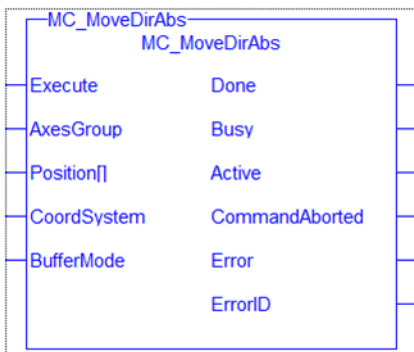 MC_MoveDirAbs
MC_MoveDirAbs
Execute Done
AxesGroup Busy
Position[] Active
CoordSystem CommandAborted
BufferMode Error
ErrorID